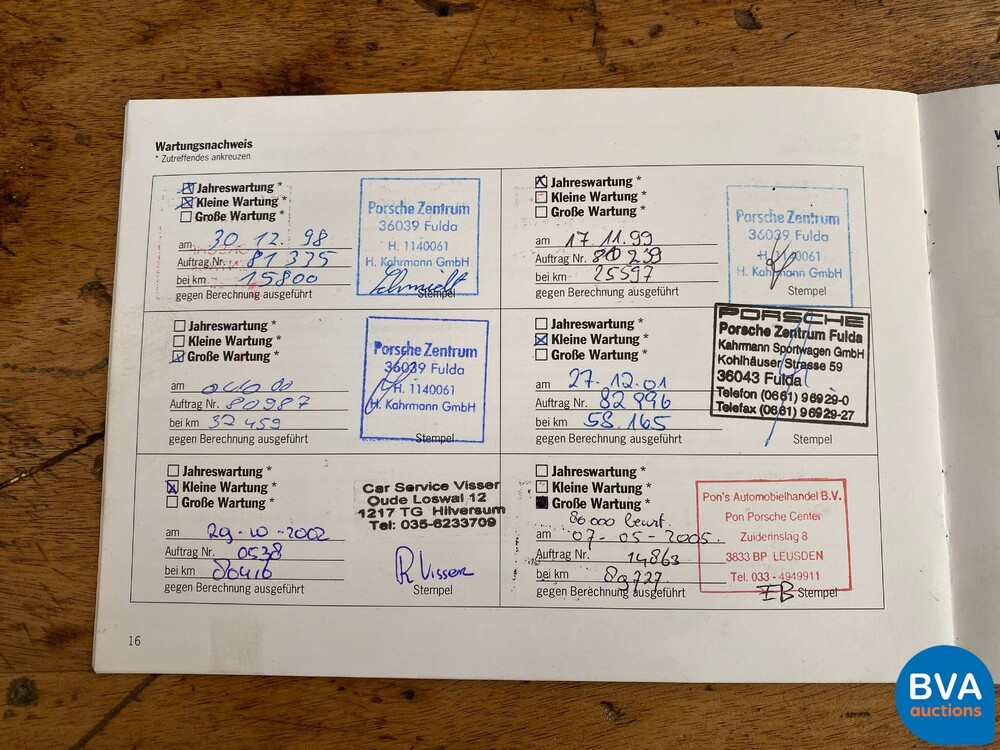 Wartungsnachweis
* Zutreffendes ankreuzen
Jahreswartung *
Kleine Wartung *
Große Wartung *
am 30.12.98
Auftrag Nr. 81375
bei km 15800
gegen Berechnung ausgeführt
Porsche Zentrum
36039 Fulda
H. 1140061
H. Kahrmann GmbH
Schmidt
Stempel
Jahreswartung *
Kleine Wartung *
Große Wartung *
am 17.11.99
Auftrag Nr. 80239
bei km 25597
gegen Berechnung ausgeführt
Porsche Zentrum
36039 Fulda
H. 1140061
H. Kahrmann GmbH
Stempel
Jahreswartung *
Kleine Wartung *
Große Wartung *
am
Auftrag Nr. 80987
bei km 32459
gegen Berechnung ausgeführt
Porsche Zentrum
36039 Fulda
H. 1140061
H. Kahrmann GmbH
Stempel
Jahreswartung *
Kleine Wartung *
Große Wartung *
am 27.12.01
Auftrag Nr. 82896
bei km 58.165
gegen Berechnung ausgeführt
PORSCHE
Porsche Zentrum Fulda
Kahrmann Sportwagen GmbH
Kohlhäuser Strasse 59
36043 Fulda
Telefon (0661) 96929-0
Telefax (0661) 96929-27
Stempel
Jahreswartung *
Kleine Wartung *
Große Wartung *
am 29-10-2002
Auftrag Nr. 0538
bei km 80416
gegen Berechnung ausgeführt
Car Service Visser
Oude Loswal 12
1217 TG Hilversum
Tel: 035-6233709
R Visser
Stempel
Jahreswartung *
Kleine Wartung *
Große Wartung *
80000 beurt.
am 07-05-2005.
Auftrag Nr. 14863
bei km 89727
gegen Berechnung ausgeführt
Pon's Automobielhandel B.V.
Pon Porsche Center
Zuiderinslag 8
3833 BP LEUSDEN
Tel. 033 - 4949911
Stempel
16
BVA
auctions